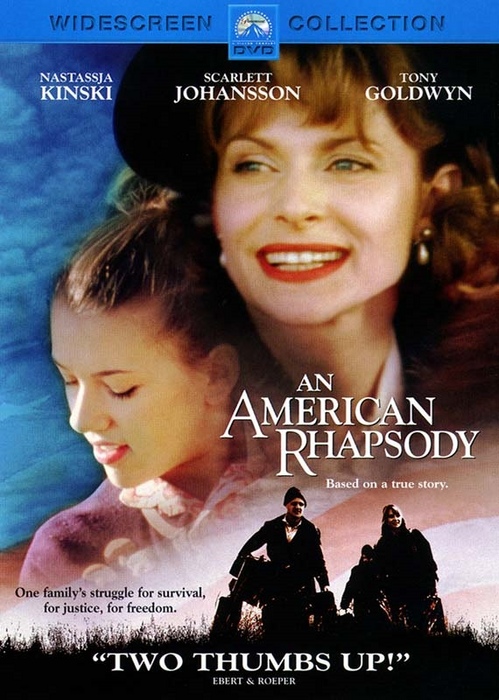 WIDESCREEN COLLECTION
DVD
NASTASSJA KINSKI
SCARLETT JOHANSSON
TONY GOLDWYN
AN
AMERICAN
RHAPSODY
Based on a true story.
One family's struggle for survival,
for justice, for freedom.
"TWO THUMBS UP!"
EBERT & ROEPER